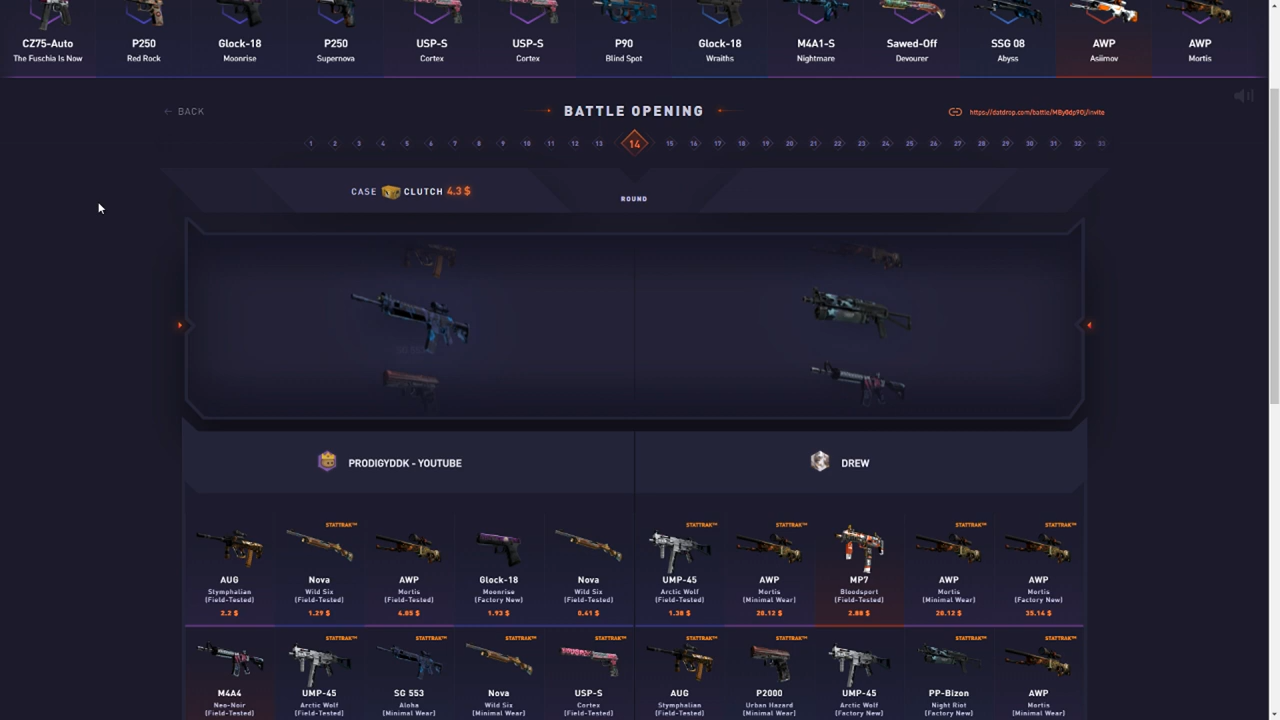 CZ75-Auto P250 Glock-18 P250 USP-S USP-S P90 Glock-18 M4A1-S Sawed-Off SSG 08 AWP AWP
The Fuschia Is Now Red Rock Moonrise Supernova Cortex Cortex Blind Spot Wraiths Nightmare Devourer Abyss Asiimov Mortis
← BACK
BATTLE OPENING
https://datdrop.com/battle/MBy0dp9Oj/invite
1 2 3 4 5 6 7 8 9 10 11 12 13 14 15 16 17 18 19 20 21 22 23 24 25 26 27 28 29 30 31 32 33
CASE CLUTCH 4.3 $
ROUND
PRODIGYDDK - YOUTUBE DREW
STATTRAK™ STATTRAK™ STATTRAK™ STATTRAK™ STATTRAK™ STATTRAK™
AUG Nova AWP Glock-18 Nova UMP-45 AWP MP7 AWP AWP
Stymphalian Wild Six Mortis Moonrise Wild Six Arctic Wolf Mortis Bloodsport Mortis Mortis
(Field-Tested) (Field-Tested) (Field-Tested) (Factory New) (Field-Tested) (Field-Tested) (Minimal Wear) (Field-Tested) (Minimal Wear) (Factory New)
2.2 $ 1.29 $ 4.85 $ 1.93 $ 0.41 $ 1.38 $ 20.12 $ 2.88 $ 20.12 $ 35.14 $
STATTRAK™ STATTRAK™ STATTRAK™ STATTRAK™ STATTRAK™ STATTRAK™ STATTRAK™ STATTRAK™ STATTRAK™
M4A4 UMP-45 SG 553 Nova USP-S AUG P2000 UMP-45 PP-Bizon AWP
Neo-Noir Arctic Wolf Aloha Wild Six Cortex Stymphalian Urban Hazard Arctic Wolf Night Riot Mortis
(Field-Tested) (Field-Tested) (Minimal Wear) (Minimal Wear) (Field-Tested) (Field-Tested) (Minimal Wear) (Factory New) (Factory New) (Minimal Wear)